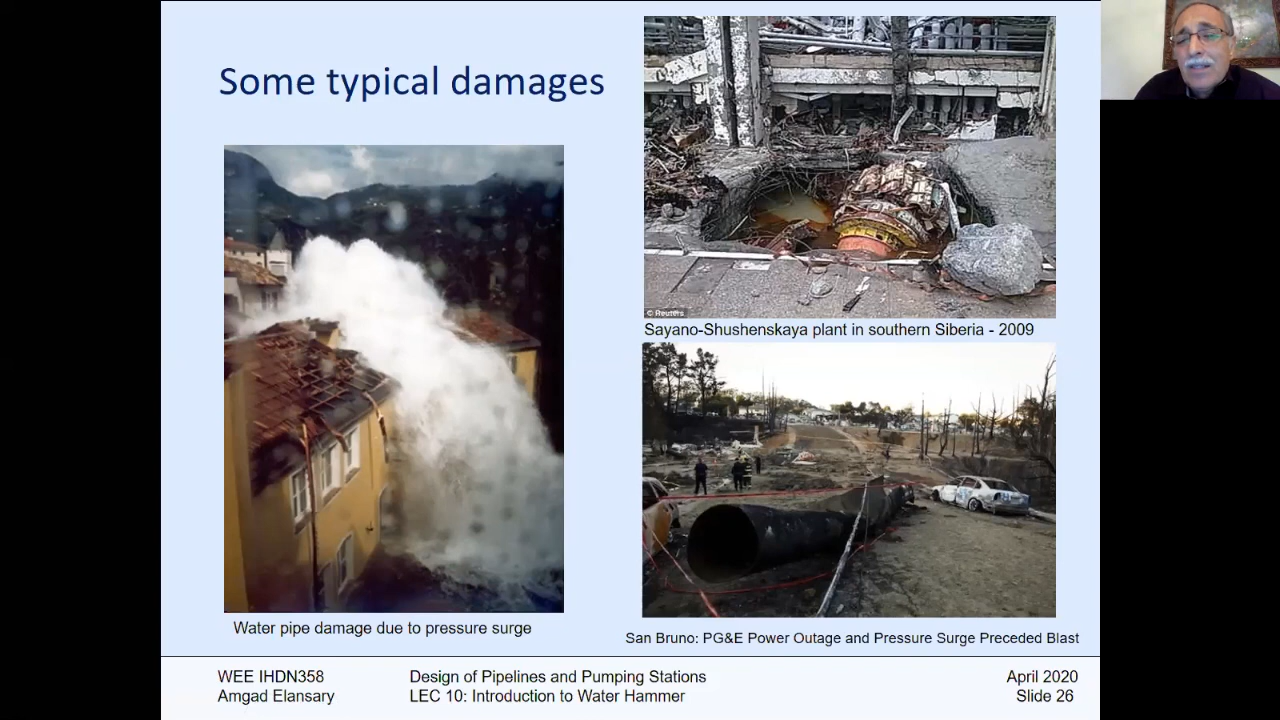 Some typical damages
© Reuters
Sayano-Shushenskaya plant in southern Siberia - 2009
Water pipe damage due to pressure surge
San Bruno: PG&E Power Outage and Pressure Surge Preceded Blast
WEE IHDN358
Design of Pipelines and Pumping Stations
April 2020
Amgad Elansary
LEC 10: Introduction to Water Hammer
Slide 26